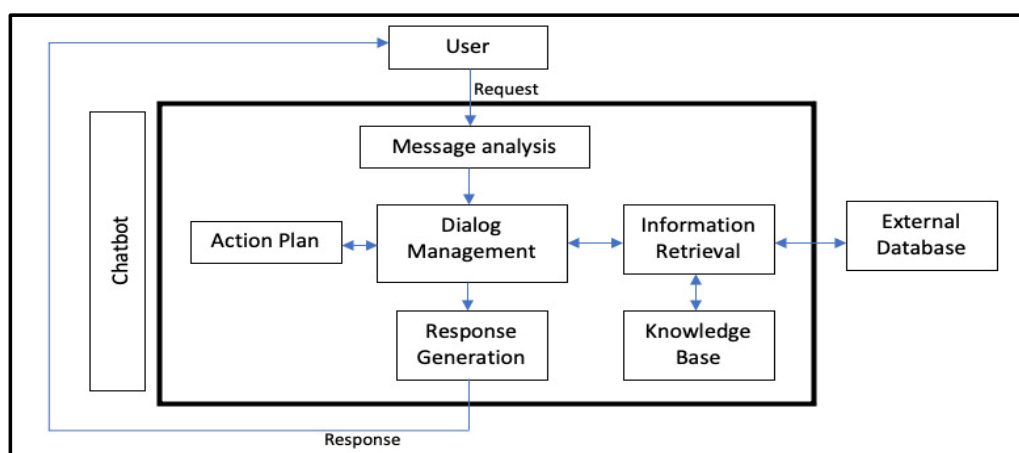 User
Request
Message analysis
Chatbot
Action Plan
Dialog
Management
Information
Retrieval
External
Database
Response
Generation
Knowledge
Base
Response